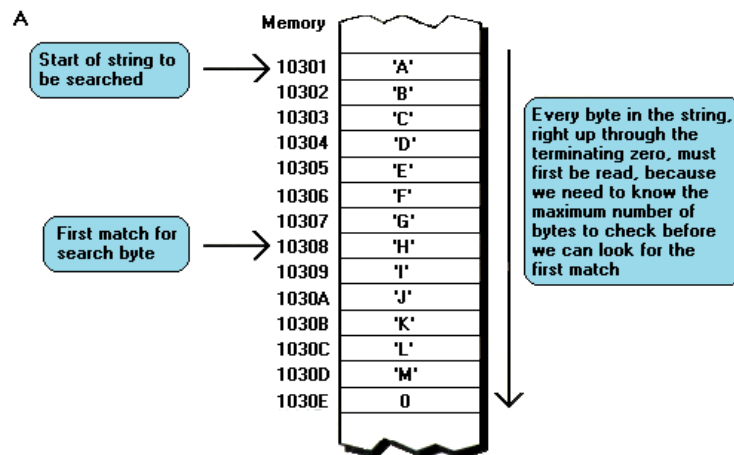 A
Memory
Start of string to
be searched
10301 'A'
10302 'B'
10303 'C'
10304 'D'
10305 'E'
10306 'F'
10307 'G'
First match for
search byte
10308 'H'
10309 'I'
1030A 'J'
1030B 'K'
1030C 'L'
1030D 'M'
1030E 0
Every byte in the string,
right up through the
terminating zero, must
first be read, because
we need to know the
maximum number of
bytes to check before
we can look for the
first match